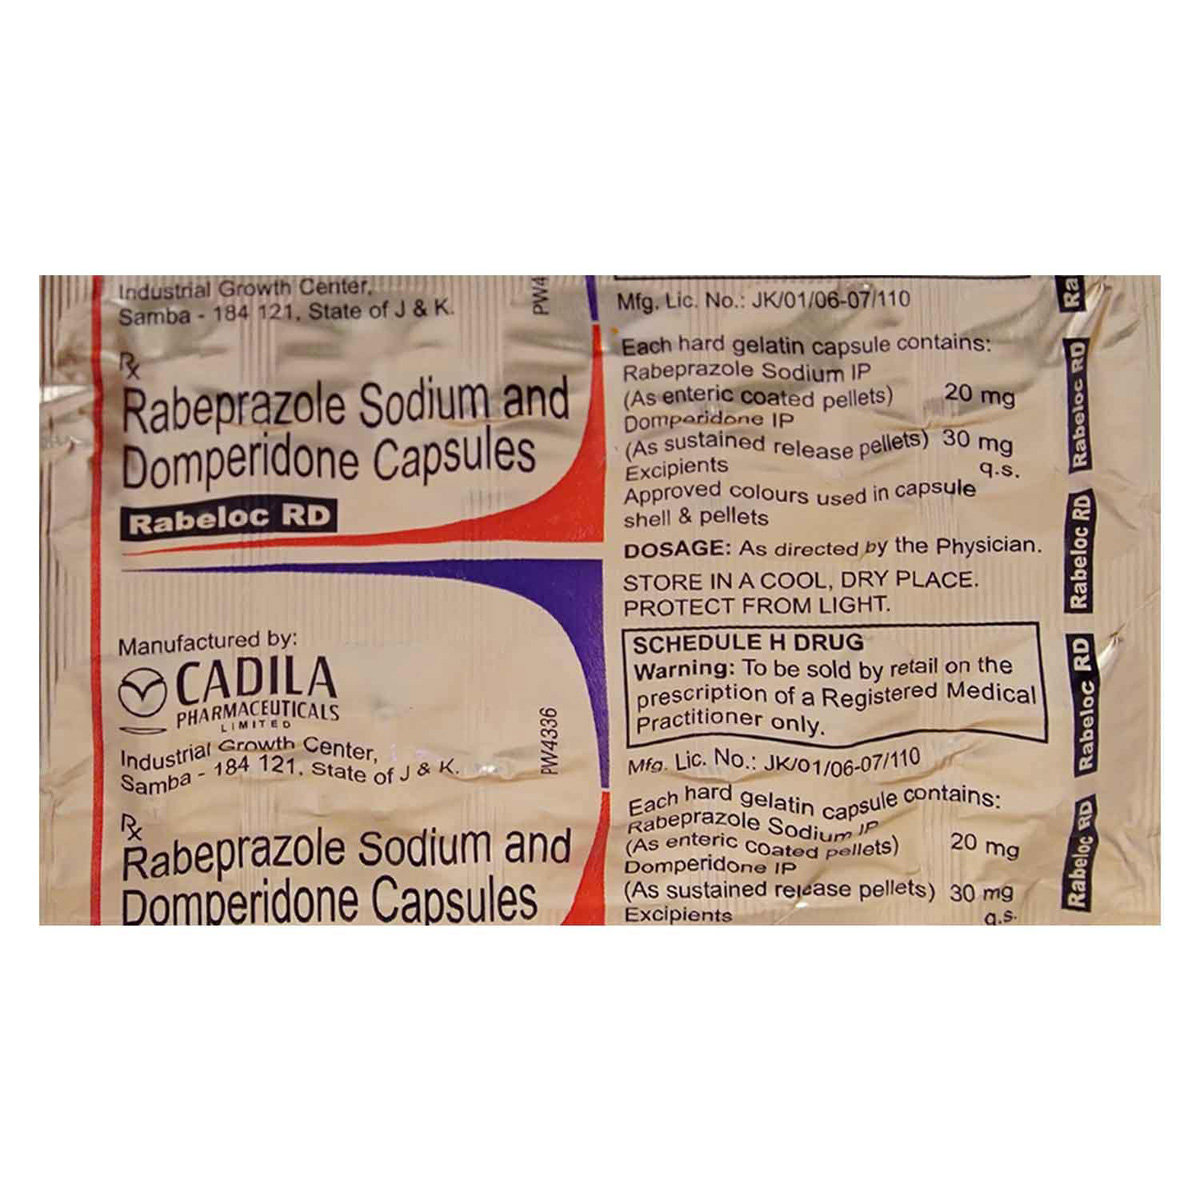 Industrial Growth Center,
Samba - 184 121, State of J & K.
PW4
Rx
Rabeprazole Sodium and
Domperidone Capsules
Rabeloc RD
Manufactured by:
CADILA
PHARMACEUTICALS
LIMITED
Industrial Growth Center,
Samba - 184 121, State of J & K.
PW4336
Rx
Rabeprazole Sodium and
Domperidone Capsules
Mfg. Lic. No.: JK/01/06-07/110
Each hard gelatin capsule contains:
Rabeprazole Sodium IP
(As enteric coated pellets) 20 mg
Domperidone IP
(As sustained release pellets) 30 mg
Excipients q.s.
Approved colours used in capsule
shell & pellets
DOSAGE: As directed by the Physician.
STORE IN A COOL, DRY PLACE.
PROTECT FROM LIGHT.
SCHEDULE H DRUG
Warning: To be sold by retail on the
prescription of a Registered Medical
Practitioner only.
Mfg. Lic. No.: JK/01/06-07/110
Each hard gelatin capsule contains:
Rabeprazole Sodium IP
(As enteric coated pellets) 20 mg
Domperidone IP
(As sustained release pellets) 30 mg
Excipients q.s.
Ra
Rabeloc RD
Rabeloc RD
Rabeloc RD
Rabeloc RD